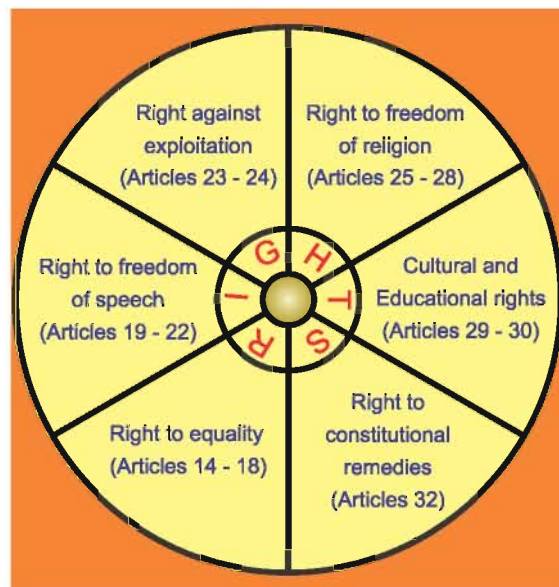 Right against
exploitation
(Articles 23 - 24)
Right to freedom
of religion
(Articles 25 - 28)
Right to freedom
of speech
(Articles 19 - 22)
Cultural and
Educational rights
(Articles 29 - 30)
Right to equality
(Articles 14 - 18)
Right to
constitutional
remedies
(Articles 32)
RIGHTS